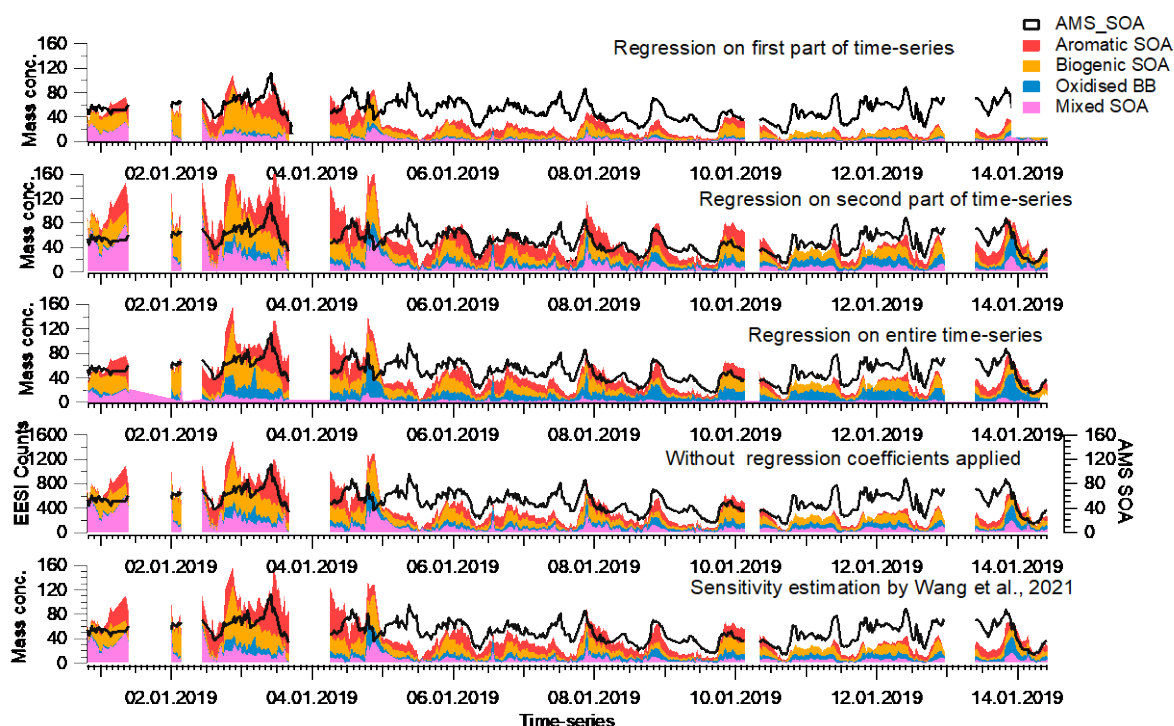 AMS_SOA
Aromatic SOA
Biogenic SOA
Oxidised BB
Mixed SOA
Regression on first part of time-series
Mass conc.
160
120
80
40
0
02.01.2019 04.01.2019 06.01.2019 08.01.2019 10.01.2019 12.01.2019 14.01.2019
Regression on second part of time-series
Mass conc.
160
120
80
40
0
02.01.2019 04.01.2019 06.01.2019 08.01.2019 10.01.2019 12.01.2019 14.01.2019
Regression on entire time-series
Mass conc.
160
120
80
40
0
02.01.2019 04.01.2019 06.01.2019 08.01.2019 10.01.2019 12.01.2019 14.01.2019
Without regression coefficients applied
EESI Counts
1600
1200
800
400
0
160
120
80
40
0
AMS SOA
02.01.2019 04.01.2019 06.01.2019 08.01.2019 10.01.2019 12.01.2019 14.01.2019
Sensitivity estimation by Wang et al., 2021
Mass conc.
160
120
80
40
0
02.01.2019 04.01.2019 06.01.2019 08.01.2019 10.01.2019 12.01.2019 14.01.2019
Time-series